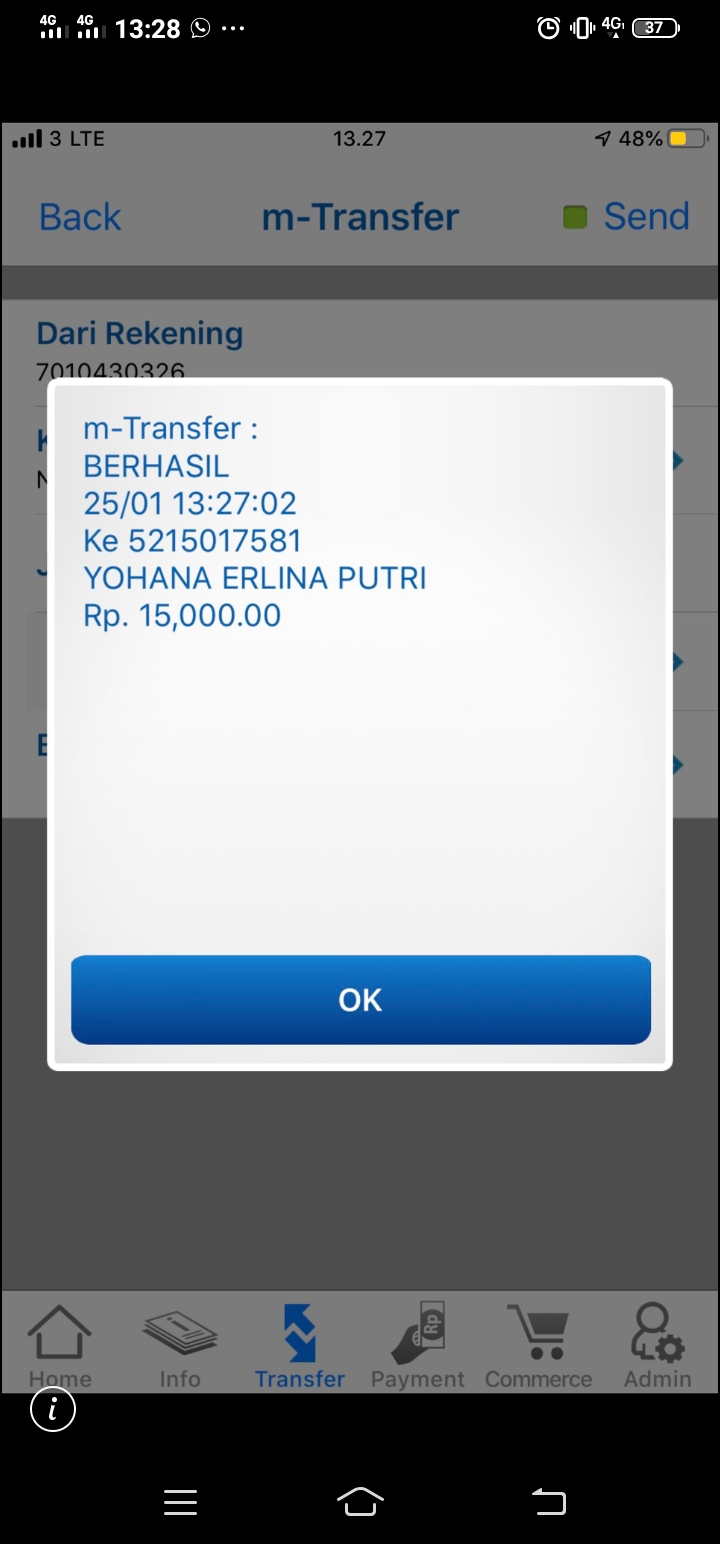 4G 4G 13:28 ...
4G 37
3 LTE 13.27 48%
Back m-Transfer Send
Dari Rekening
7010430326
m-Transfer :
BERHASIL
25/01 13:27:02
Ke 5215017581
YOHANA ERLINA PUTRI
Rp. 15,000.00
OK
Rp
Home Info Transfer Payment Commerce Admin
i